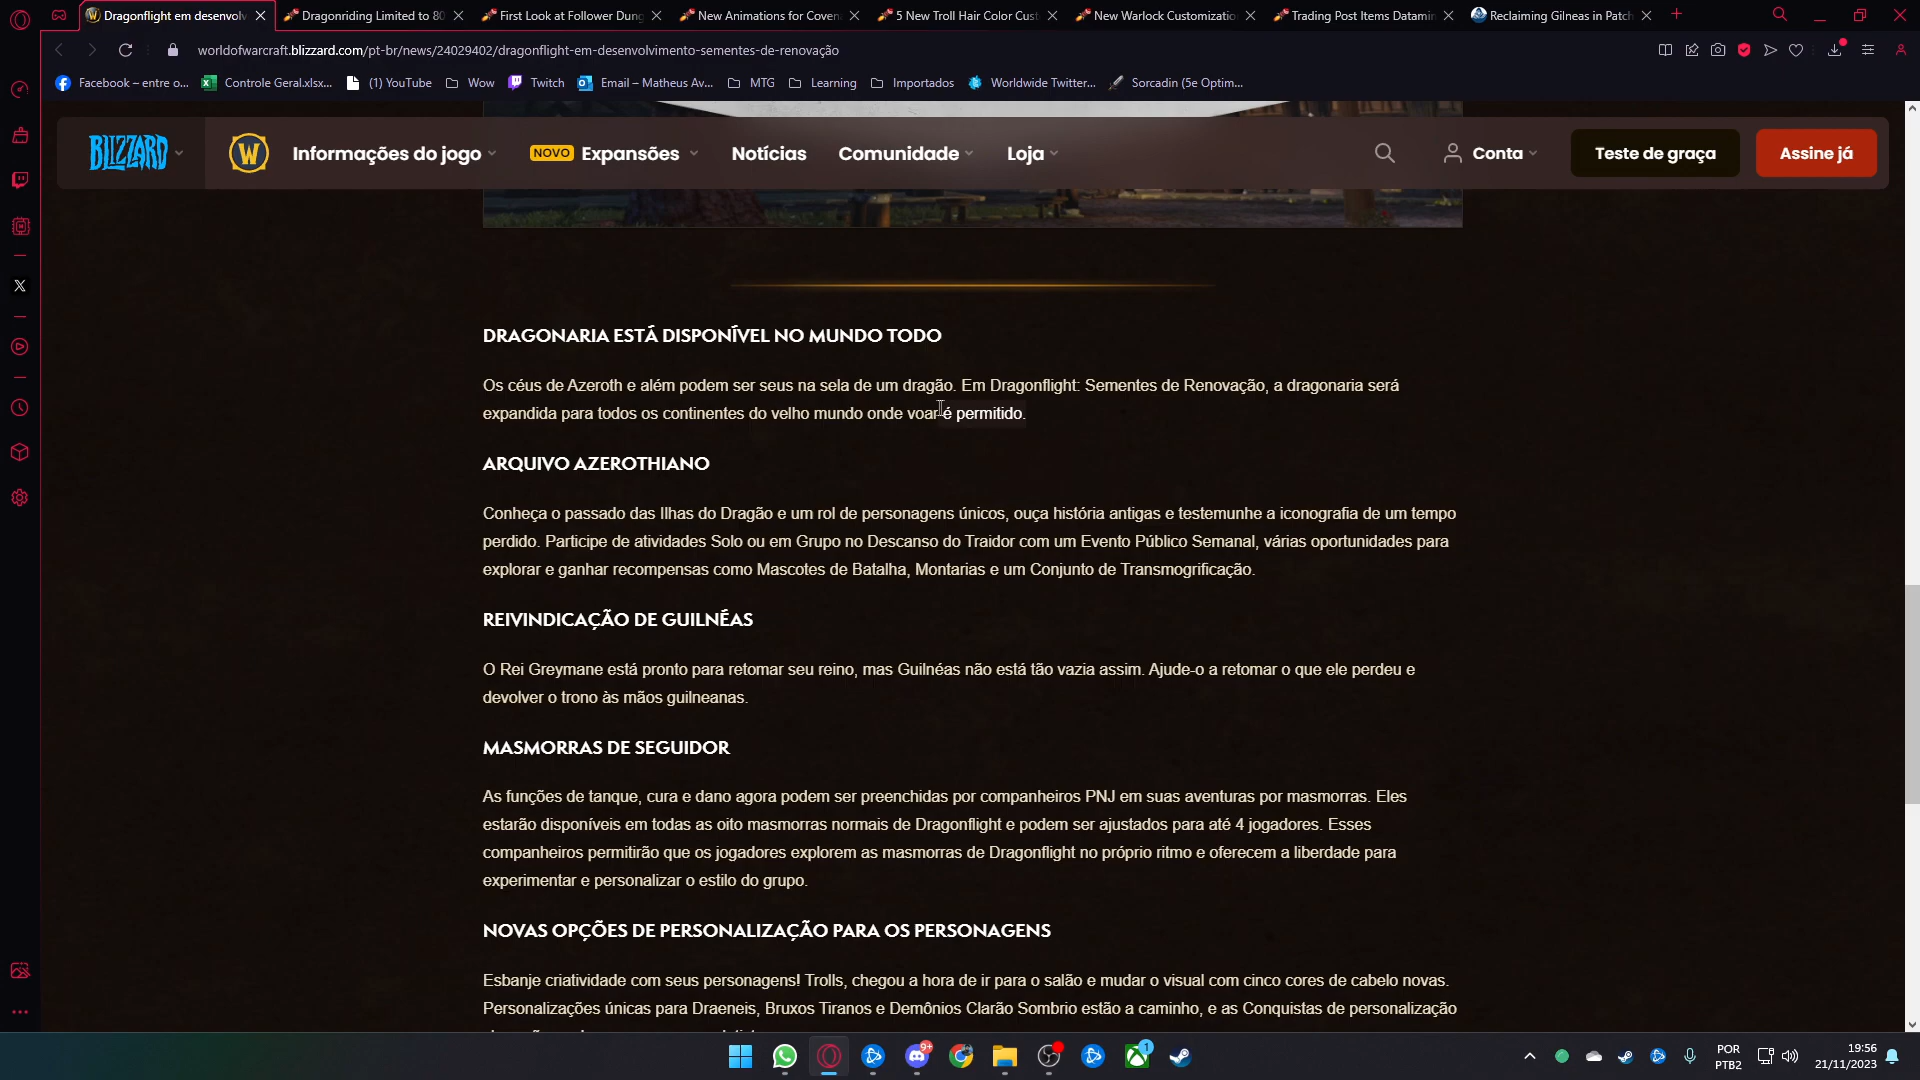 Dragonflight em desenvolv
Dragonriding Limited to 80
First Look at Follower Dung
New Animations for Coven
5 New Troll Hair Color Cust
New Warlock Customizatio
Trading Post Items Datamin
Reclaiming Gilneas in Patch
worldofwarcraft.blizzard.com/pt-br/news/24029402/dragonflight-em-desenvolvimento-sementes-de-renovação
Facebook – entre o...
Controle Geral.xlsx...
(1) YouTube
Wow
Twitch
Email – Matheus Av...
MTG
Learning
Importados
Worldwide Twitter...
Sorcadin (5e Optim...
BLIZZARD
W
Informações do jogo
NOVO
Expansões
Notícias
Comunidade
Loja
Conta
Teste de graça
Assine já
DRAGONARIA ESTÁ DISPONÍVEL NO MUNDO TODO
Os céus de Azeroth e além podem ser seus na sela de um dragão. Em Dragonflight: Sementes de Renovação, a dragonaria será
expandida para todos os continentes do velho mundo onde voar é permitido.
ARQUIVO AZEROTHIANO
Conheça o passado das Ilhas do Dragão e um rol de personagens únicos, ouça história antigas e testemunhe a iconografia de um tempo
perdido. Participe de atividades Solo ou em Grupo no Descanso do Traidor com um Evento Público Semanal, várias oportunidades para
explorar e ganhar recompensas como Mascotes de Batalha, Montarias e um Conjunto de Transmogrificação.
REIVINDICAÇÃO DE GUILNÉAS
O Rei Greymane está pronto para retomar seu reino, mas Guilnéas não está tão vazia assim. Ajude-o a retomar o que ele perdeu e
devolver o trono às mãos guilneanas.
MASMORRAS DE SEGUIDOR
As funções de tanque, cura e dano agora podem ser preenchidas por companheiros PNJ em suas aventuras por masmorras. Eles
estarão disponíveis em todas as oito masmorras normais de Dragonflight e podem ser ajustados para até 4 jogadores. Esses
companheiros permitirão que os jogadores explorem as masmorras de Dragonflight no próprio ritmo e oferecem a liberdade para
experimentar e personalizar o estilo do grupo.
NOVAS OPÇÕES DE PERSONALIZAÇÃO PARA OS PERSONAGENS
Esbanje criatividade com seus personagens! Trolls, chegou a hora de ir para o salão e mudar o visual com cinco cores de cabelo novas.
Personalizações únicas para Draeneis, Bruxos Tiranos e Demônios Clarão Sombrio estão a caminho, e as Conquistas de personalização
9+
1
POR
PTB2
19:56
21/11/2023